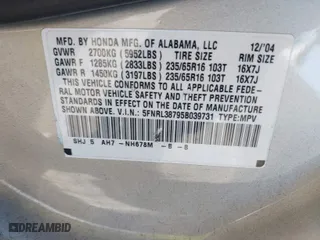 MFD. BY HONDA MFG. OF ALABAMA, LLC 12/'04
GVWR 2700KG (5952LBS) TIRE SIZE RIM SIZE
GAWR F 1285KG (2833LBS) 235/65R16 103T 16X7J
GAWR R 1450KG (3197LBS) 235/65R16 103T 16X7J
THIS VEHICLE CONFORMS TO ALL APPLICABLE FEDE-
RAL MOTOR VEHICLE SAFETY AND THEFT PREVENTION
STANDARDS IN EFFECT ON THE DATE OF MANUFACTURE
SHOWN ABOVE. V.I.N.: 5FNRL38795B039731 TYPE:MPV
SHJ S AH7 -NH678M -B -B
DREAMBID.COM